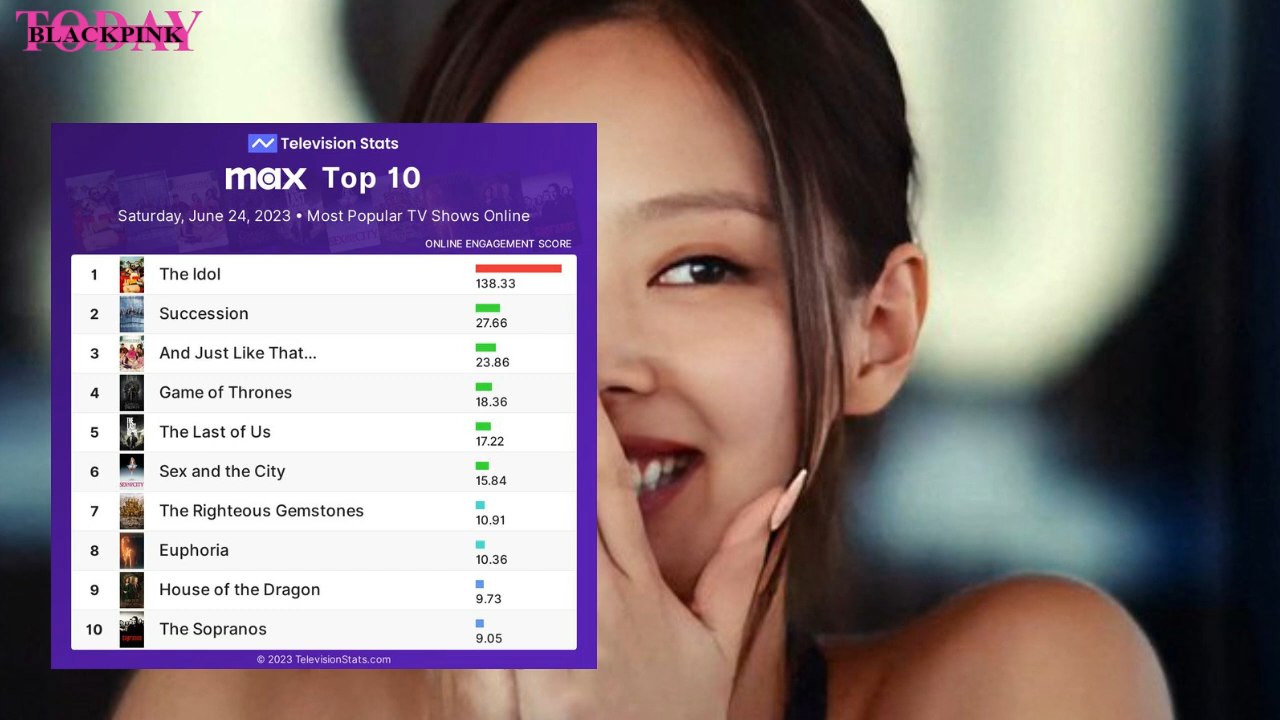 TODAY
BLACKPINK
Television Stats
max Top 10
Saturday, June 24, 2023 • Most Popular TV Shows Online
ONLINE ENGAGEMENT SCORE
1 The Idol 138.33
2 Succession 27.66
3 And Just Like That... 23.86
4 Game of Thrones 18.36
5 The Last of Us 17.22
6 Sex and the City 15.84
7 The Righteous Gemstones 10.91
8 Euphoria 10.36
9 House of the Dragon 9.73
10 The Sopranos 9.05
© 2023 TelevisionStats.com